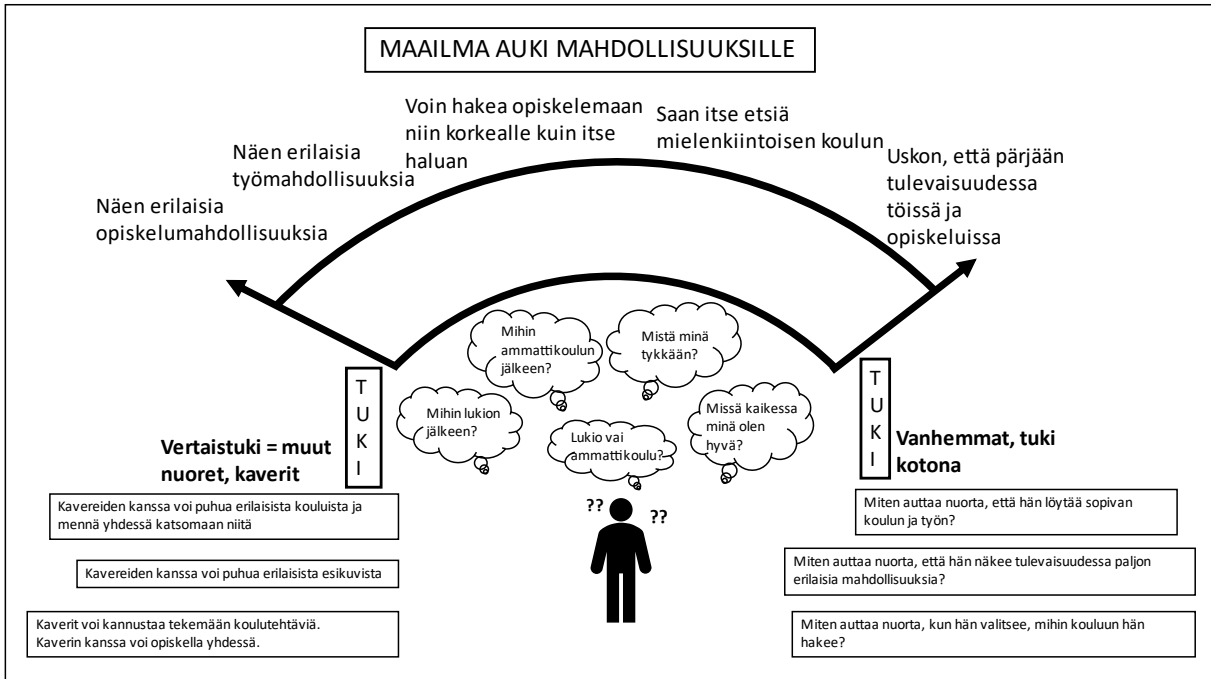 MAAILMA AUKI MAHDOLLISUUKSILLE
Voin hakea opiskelemaan
niin korkealle kuin itse
haluan
Saan itse etsiä
mielenkiintoisen koulun
Näen erilaisia
työmahdollisuuksia
Uskon, että pärjään
tulevaisuudessa
töissä ja
opiskeluissa
Näen erilaisia
opiskelumahdollisuuksia
Mihin
ammattikoulun
jälkeen?
Mistä minä
tykkään?
Mihin lukion
jälkeen?
Lukio vai
ammattikoulu?
Missä kaikessa
minä olen
hyvä?
??
??
T
U
K
I
Vertaistuki = muut
nuoret, kaverit
Kavereiden kanssa voi puhua erilaisista kouluista ja
mennä yhdessä katsomaan niitä
Kavereiden kanssa voi puhua erilaisista esikuvista
Kaverit voi kannustaa tekemään koulutehtäviä.
Kaverin kanssa voi opiskella yhdessä.
T
U
K
I
Vanhemmat, tuki
kotona
Miten auttaa nuorta, että hän löytää sopivan
koulun ja työn?
Miten auttaa nuorta, että hän näkee tulevaisuudessa paljon
erilaisia mahdollisuuksia?
Miten auttaa nuorta, kun hän valitsee, mihin kouluun hän
hakee?